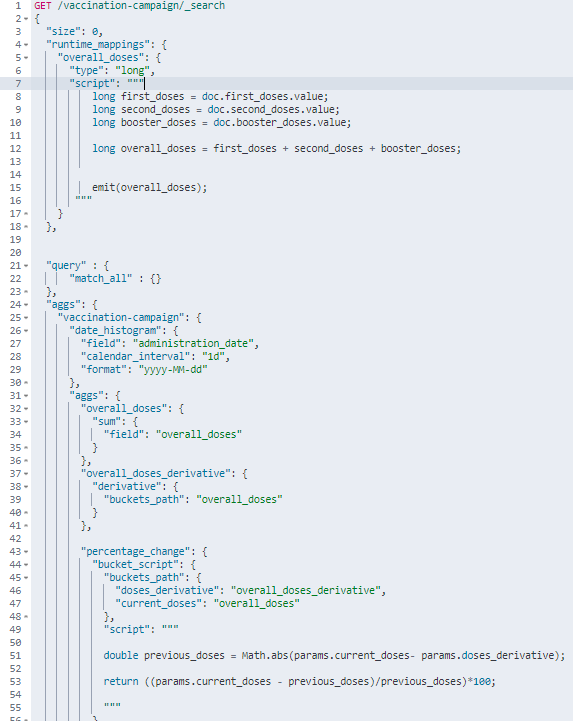 1 GET /vaccination-campaign/_search
2 {
3 "size": 0,
4 "runtime_mappings": {
5 "overall_doses": {
6 "type": "long",
7 "script": """
8 long first_doses = doc.first_doses.value;
9 long second_doses = doc.second_doses.value;
10 long booster_doses = doc.booster_doses.value;
11
12 long overall_doses = first_doses + second_doses + booster_doses;
13
14
15 emit(overall_doses);
16 """
17 }
18 },
19
20
21 "query" : {
22 "match_all" : {}
23 },
24 "aggs": {
25 "vaccination-campaign": {
26 "date_histogram": {
27 "field": "administration_date",
28 "calendar_interval": "1d",
29 "format": "yyyy-MM-dd"
30 },
31 "aggs": {
32 "overall_doses": {
33 "sum": {
34 "field": "overall_doses"
35 }
36 },
37 "overall_doses_derivative": {
38 "derivative": {
39 "buckets_path": "overall_doses"
40 }
41 },
42
43 "percentage_change": {
44 "bucket_script": {
45 "buckets_path": {
46 "doses_derivative": "overall_doses_derivative",
47 "current_doses": "overall_doses"
48 },
49 "script": """
50
51 double previous_doses = Math.abs(params.current_doses- params.doses_derivative);
52
53 return ((params.current_doses - previous_doses)/previous_doses)*100;
54
55 """
56 }